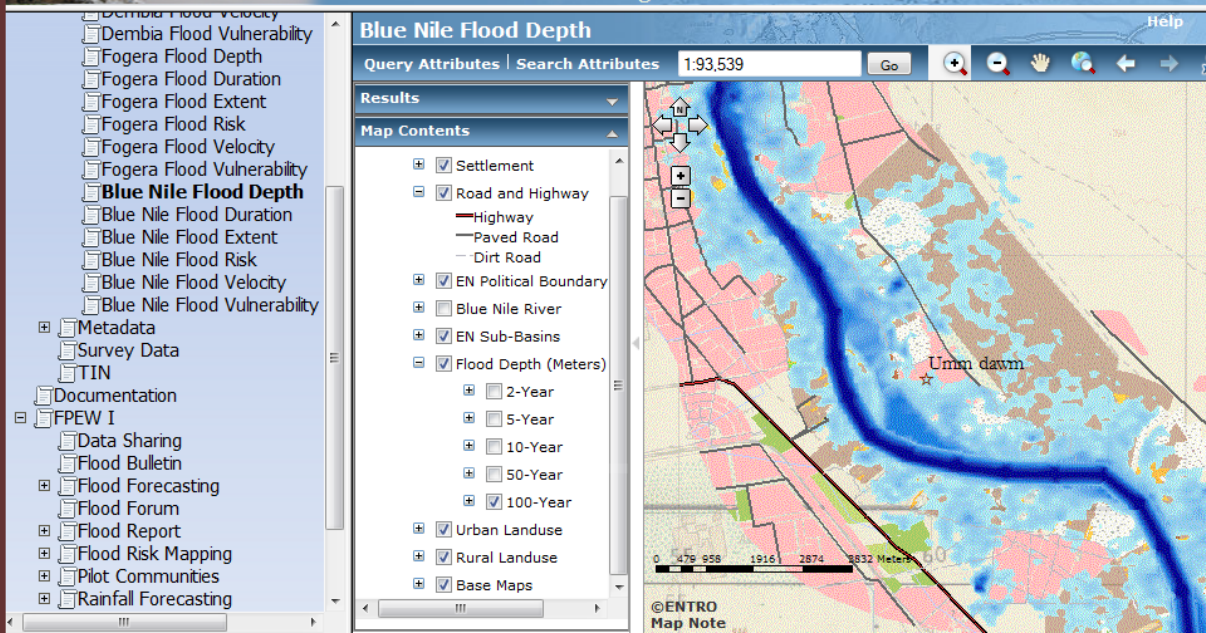 Dembia Flood Velocity
Dembia Flood Vulnerability
Fogera Flood Depth
Fogera Flood Duration
Fogera Flood Extent
Fogera Flood Risk
Fogera Flood Velocity
Fogera Flood Vulnerability
Blue Nile Flood Depth
Blue Nile Flood Duration
Blue Nile Flood Extent
Blue Nile Flood Risk
Blue Nile Flood Velocity
Blue Nile Flood Vulnerability
Metadata
Survey Data
TIN
Documentation
FPEW I
Data Sharing
Flood Bulletin
Flood Forecasting
Flood Forum
Flood Report
Flood Risk Mapping
Pilot Communities
Rainfall Forecasting
Blue Nile Flood Depth
Help
Query Attributes | Search Attributes 1:93,539 Go
Results
Map Contents
Settlement
Road and Highway
Highway
Paved Road
Dirt Road
EN Political Boundary
Blue Nile River
EN Sub-Basins
Flood Depth (Meters)
2-Year
5-Year
10-Year
50-Year
100-Year
Urban Landuse
Rural Landuse
Base Maps
N
Umm dawm
0 479 958 1916 2874 3832 Meters
55 60
©ENTRO
Map Note